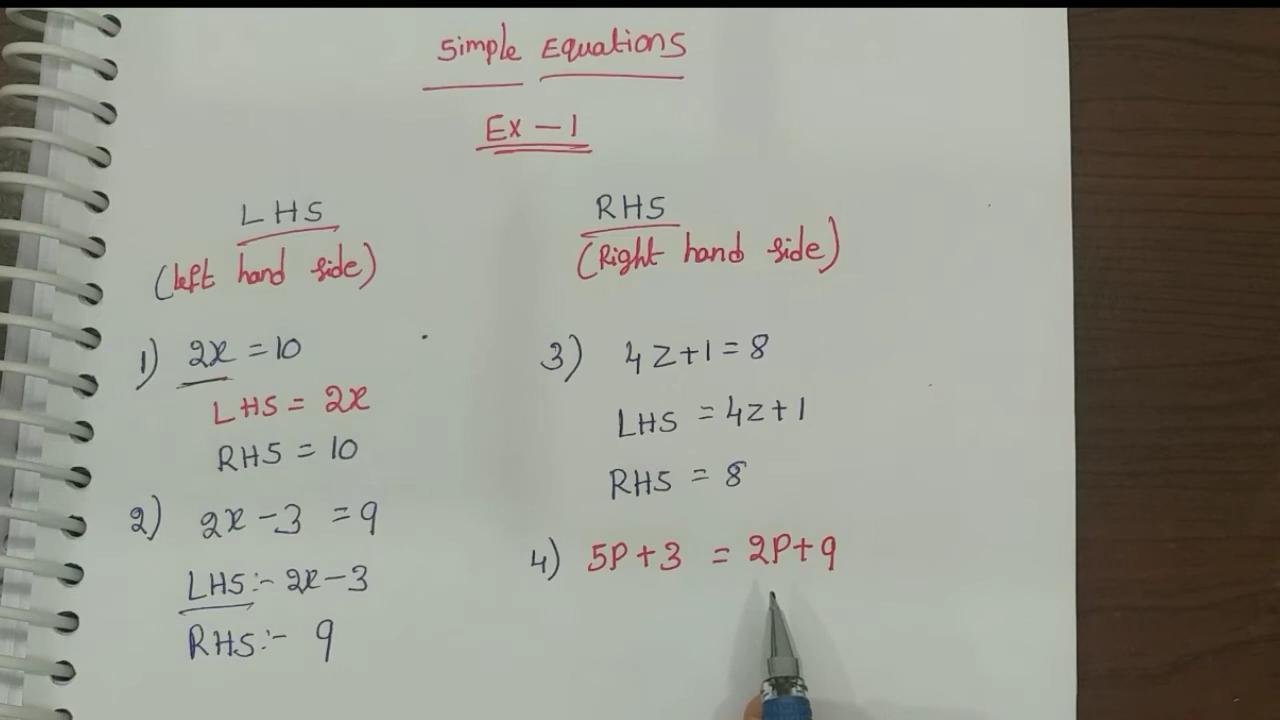 Simple Equations
Ex - 1
LHS
(left hand side)
1) 2x = 10
LHS = 2x
RHS = 10
2) 2x - 3 = 9
LHS:- 2x - 3
RHS:- 9
RHS
(Right hand side)
3) 4z + 1 = 8
LHS = 4z + 1
RHS = 8
4) 5P + 3 = 2P + 9